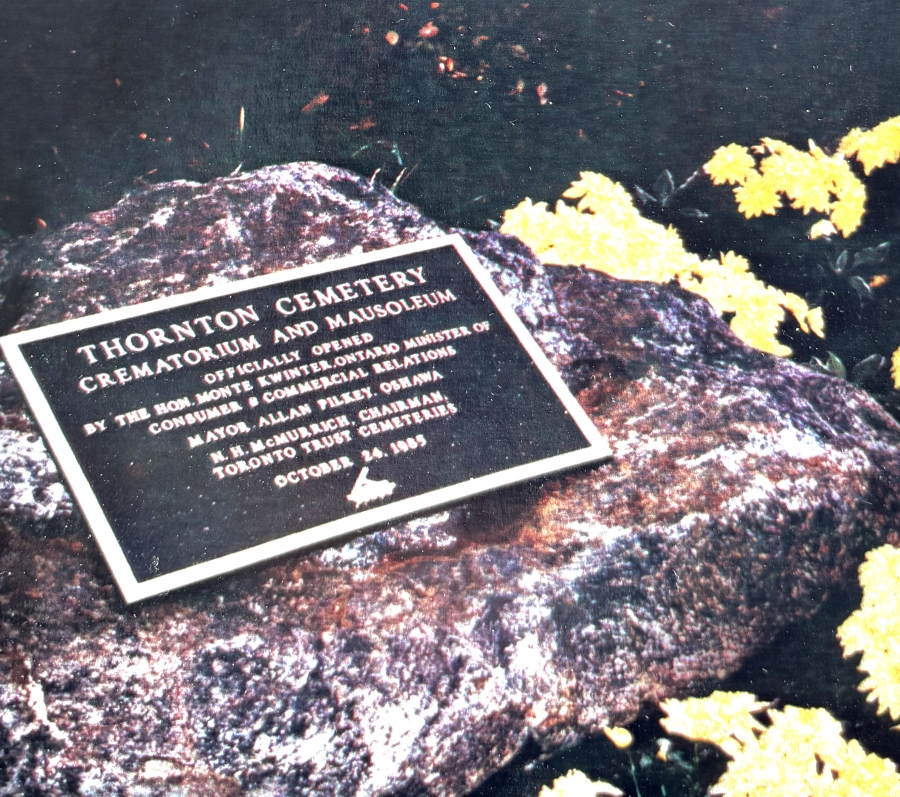 THORNTON CEMETERY
CREMATORIUM AND MAUSOLEUM
OFFICIALLY OPENED
BY THE HON. MONTE KWINTER, ONTARIO MINISTER OF
CONSUMER & COMMERCIAL RELATIONS
MAYOR ALLAN PILKEY, OSHAWA
N. H. McMURRICH, CHAIRMAN,
TORONTO TRUST CEMETERIES
OCTOBER 24, 1985